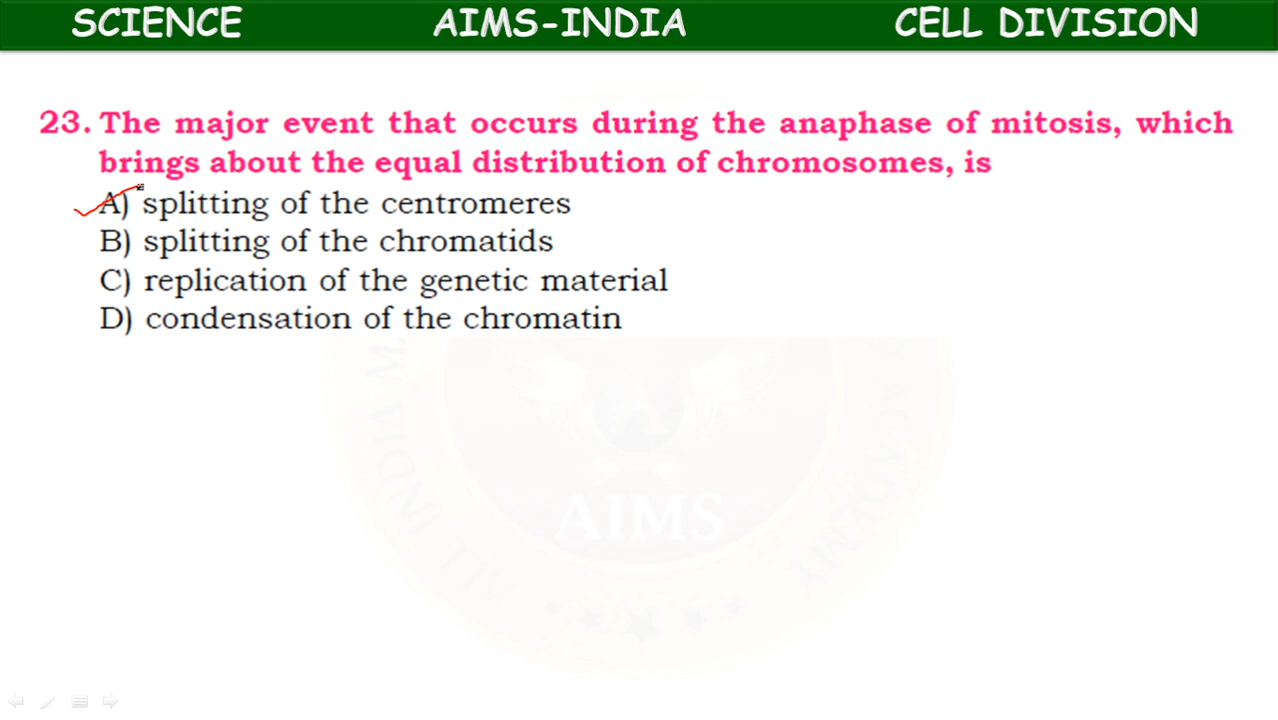 SCIENCE AIMS-INDIA CELL DIVISION
23. The major event that occurs during the anaphase of mitosis, which
brings about the equal distribution of chromosomes, is
A) splitting of the centromeres
B) splitting of the chromatids
C) replication of the genetic material
D) condensation of the chromatin
AIMS